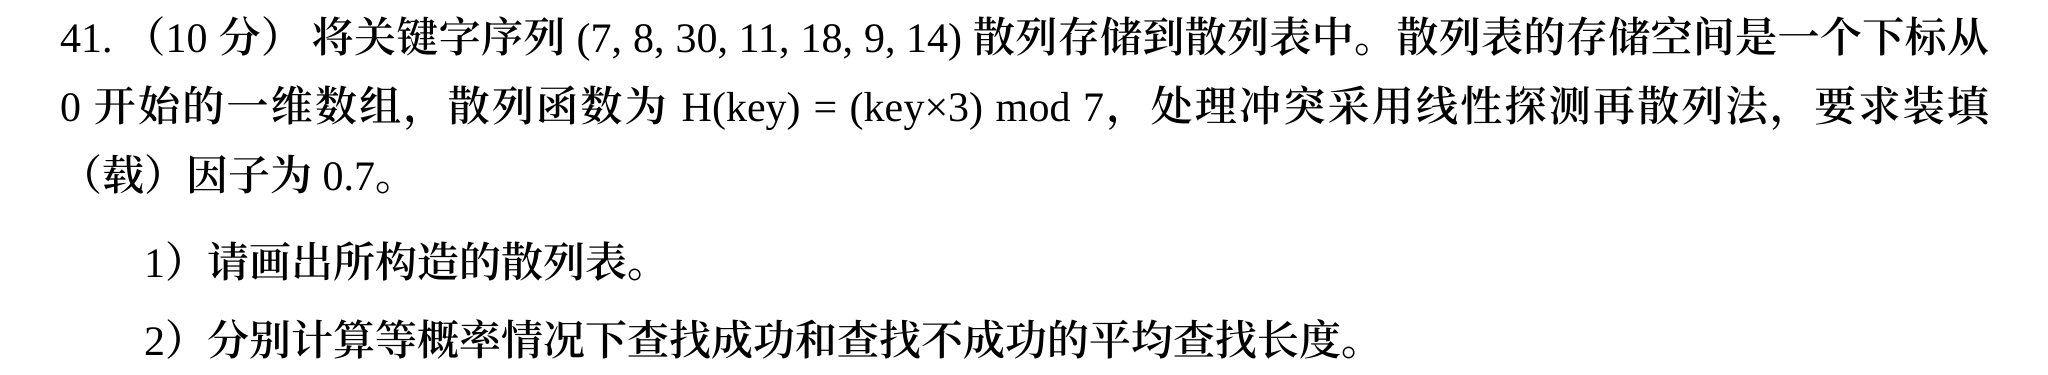 41. （10 分） 将关键字序列 (7, 8, 30, 11, 18, 9, 14) 散列存储到散列表中。散列表的存储空间是一个下标从
0 开始的一维数组，散列函数为 H(key) = (key×3) mod 7，处理冲突采用线性探测再散列法，要求装填
（载）因子为 0.7。
1）请画出所构造的散列表。
2）分别计算等概率情况下查找成功和查找不成功的平均查找长度。